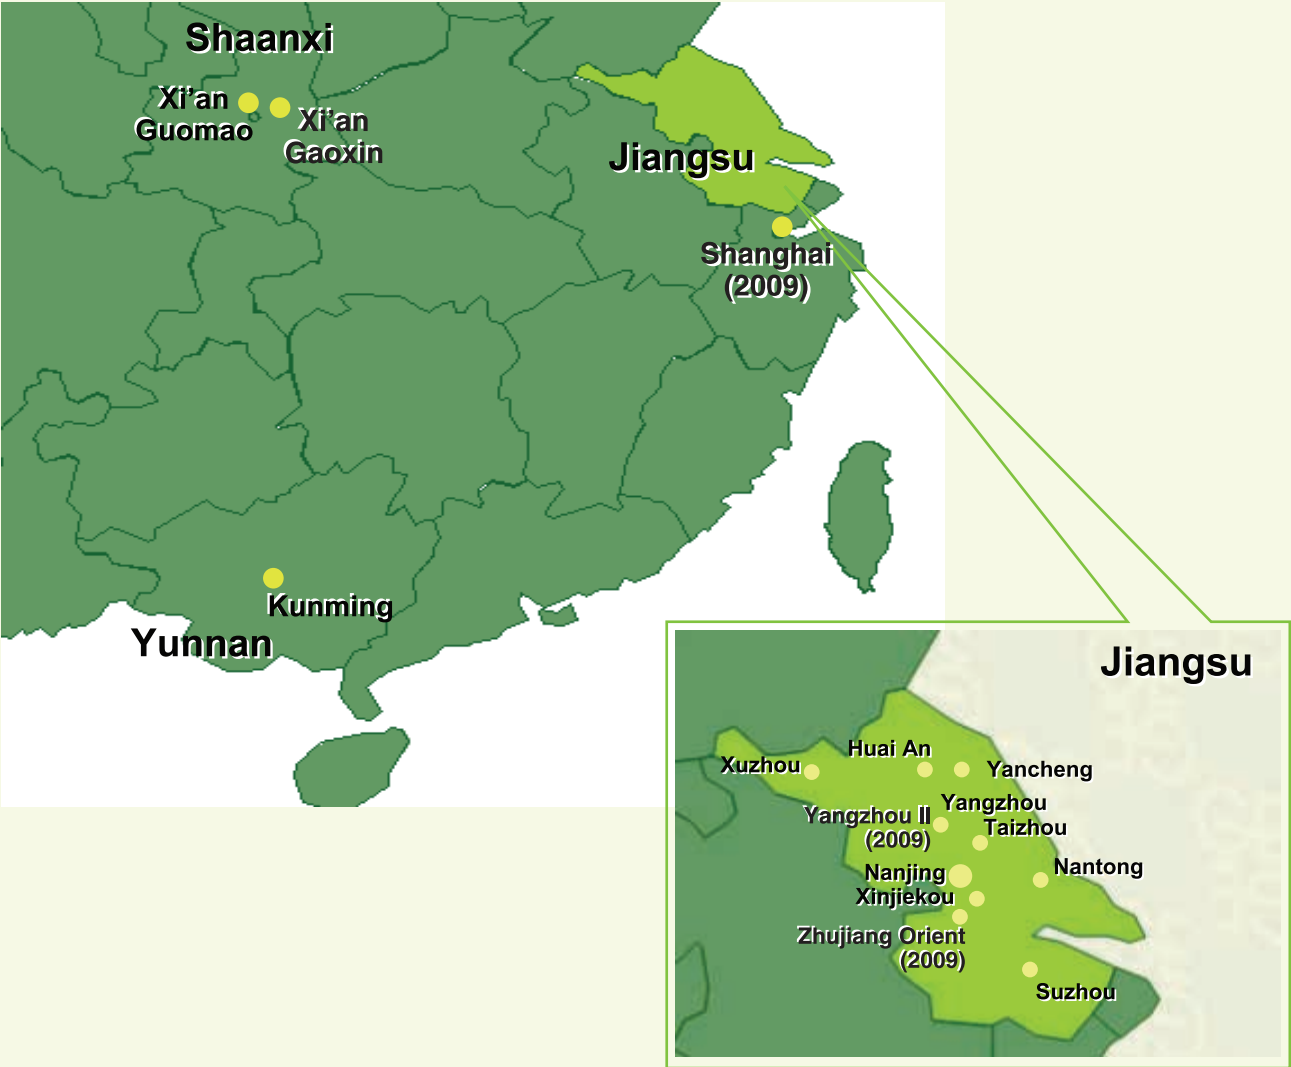 Shaanxi
Xi’an
Guomao
Xi’an
Gaoxin
Jiangsu
Shanghai
(2009)
Kunming
Yunnan
Jiangsu
Huai An
Xuzhou
Yancheng
Yangzhou
Yangzhou II
(2009)
Taizhou
Nantong
Nanjing
Xinjiekou
Zhujiang Orient
(2009)
Suzhou